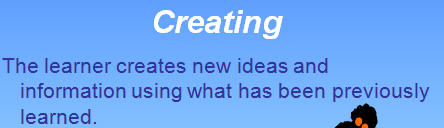 Creating
The learner creates new ideas and
information using what has been previously
learned.